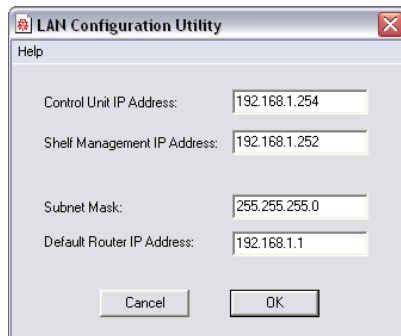 LAN Configuration Utility
Help
Control Unit IP Address: 192.168.1.254
Shelf Management IP Address: 192.168.1.252
Subnet Mask: 255.255.255.0
Default Router IP Address: 192.168.1.1
Cancel OK